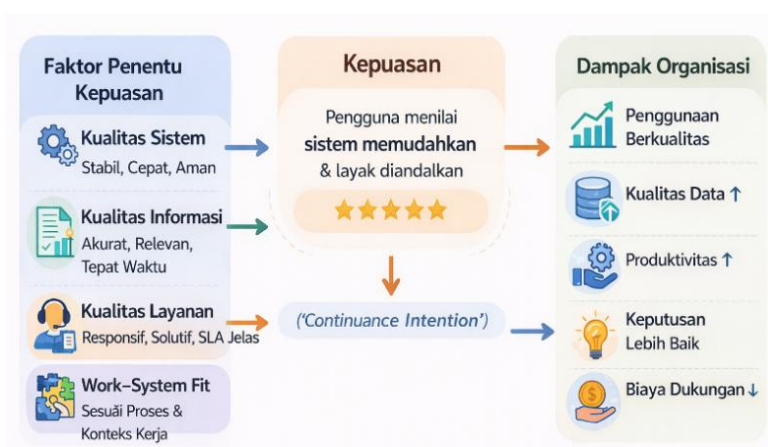 Faktor Penentu
Kepuasan
Kualitas Sistem
Stabil, Cepat, Aman
Kualitas Informasi
Akurat, Relevan,
Tepat Waktu
Kualitas Layanan
Responsif, Solutif, SLA Jelas
Work–System Fit
Sesuăi Proses &
Konteks Kerja
Kepuasan
Pengguna menilai
sistem memudahkan
& layak diandalkan
('Continuance Intention')
Dampak Organisasi
Penggunaan
Berkualitas
Kualitas Data ↑
Produktivitas ↑
Keputusan
Lebih Baik
Biaya Dukungan ↓